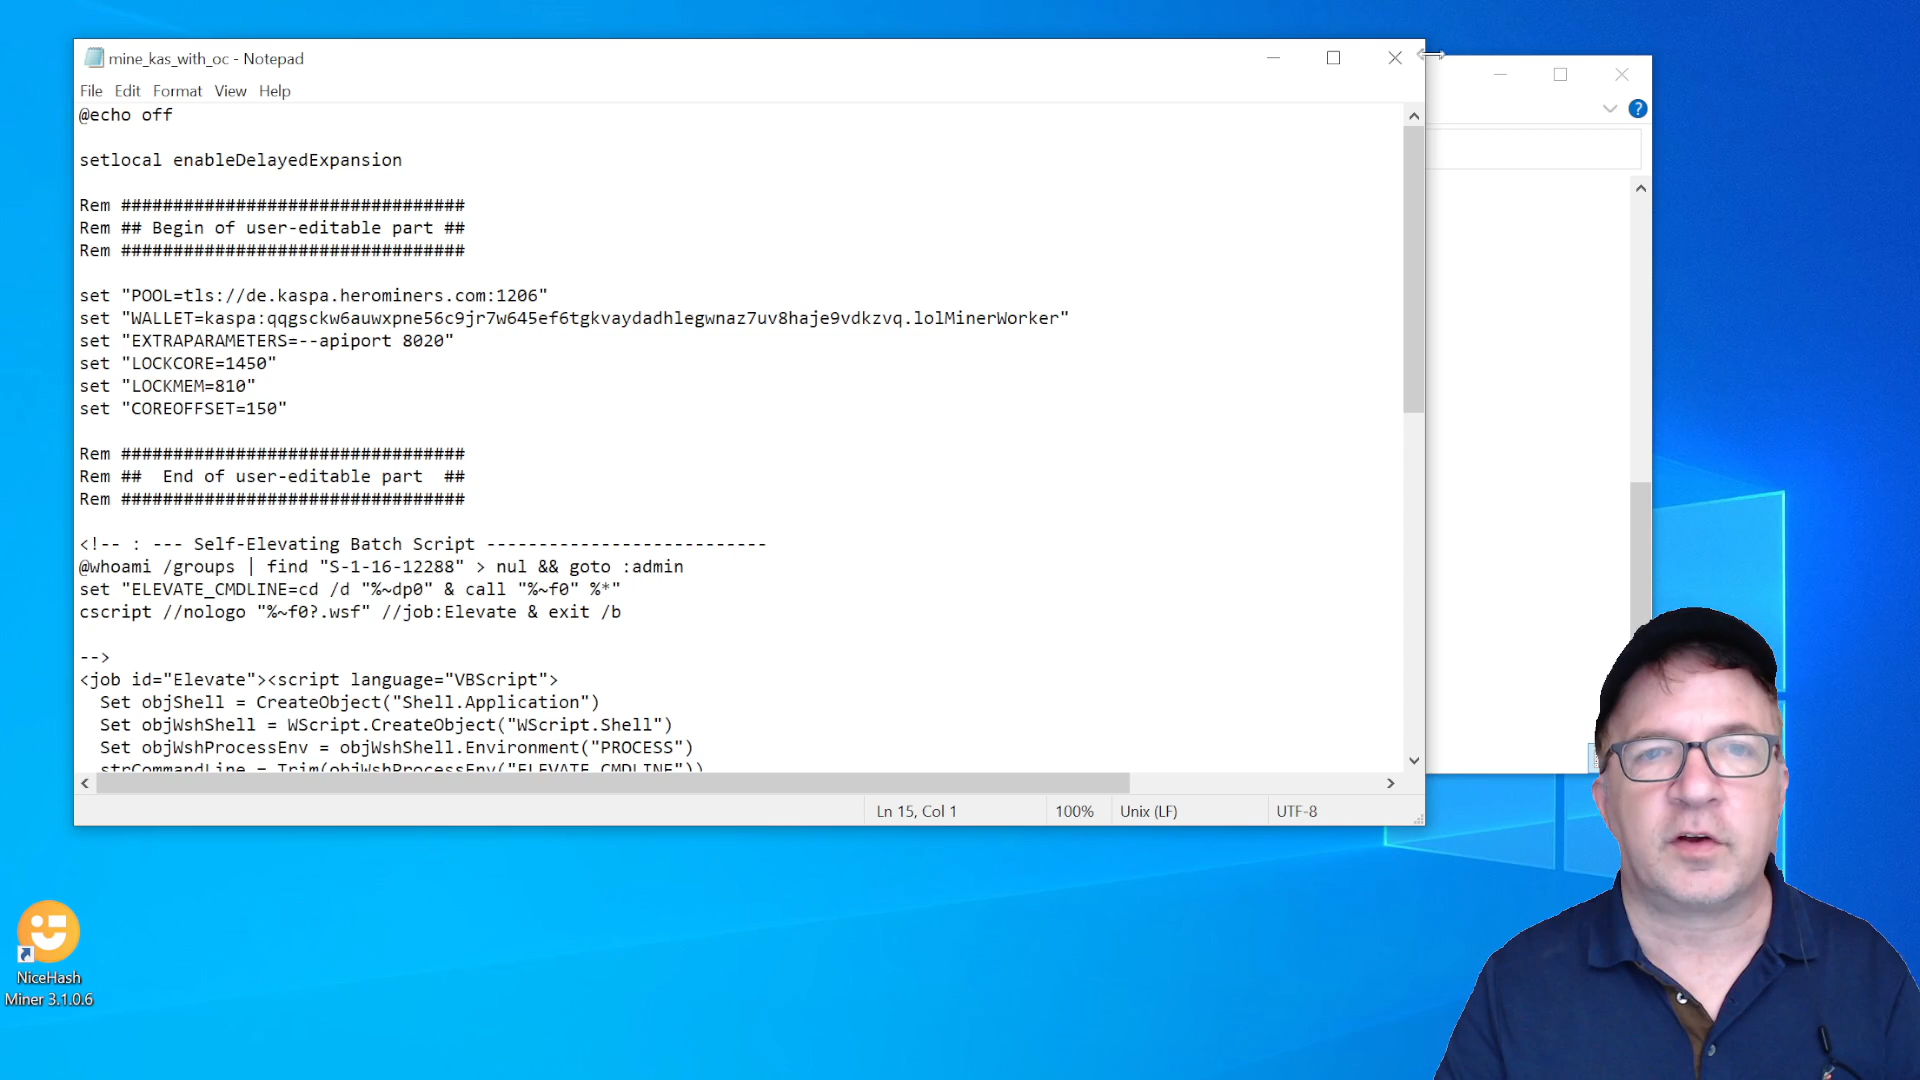 mine_kas_with_oc - Notepad
File Edit Format View Help
@echo off
setlocal enableDelayedExpansion
Rem #################################
Rem ## Begin of user-editable part ##
Rem #################################
set "POOL=tls://de.kaspa.herominers.com:1206"
set "WALLET=kaspa:qqgsckw6auwxpne56c9jr7w645ef6tgkvaydadhlegwnaz7uv8haje9vdkzvq.lolMinerWorker"
set "EXTRAPARAMETERS=--apiport 8020"
set "LOCKCORE=1450"
set "LOCKMEM=810"
set "COREOFFSET=150"
Rem #################################
Rem ##  End of user-editable part  ##
Rem #################################
<!-- : --- Self-Elevating Batch Script ---------------------------
@whoami /groups | find "S-1-16-12288" > nul && goto :admin
set "ELEVATE_CMDLINE=cd /d "%~dp0" & call "%~f0" %*"
cscript //nologo "%~f0?.wsf" //job:Elevate & exit /b
-->
<job id="Elevate"><script language="VBScript">
Set objShell = CreateObject("Shell.Application")
Set objWshShell = WScript.CreateObject("WScript.Shell")
Set objWshProcessEnv = objWshShell.Environment("PROCESS")
strCommandLine = Trim(objWshProcessEnv("ELEVATE_CMDLINE"))
Ln 15, Col 1 100% Unix (LF) UTF-8
NiceHash
Miner 3.1.0.6